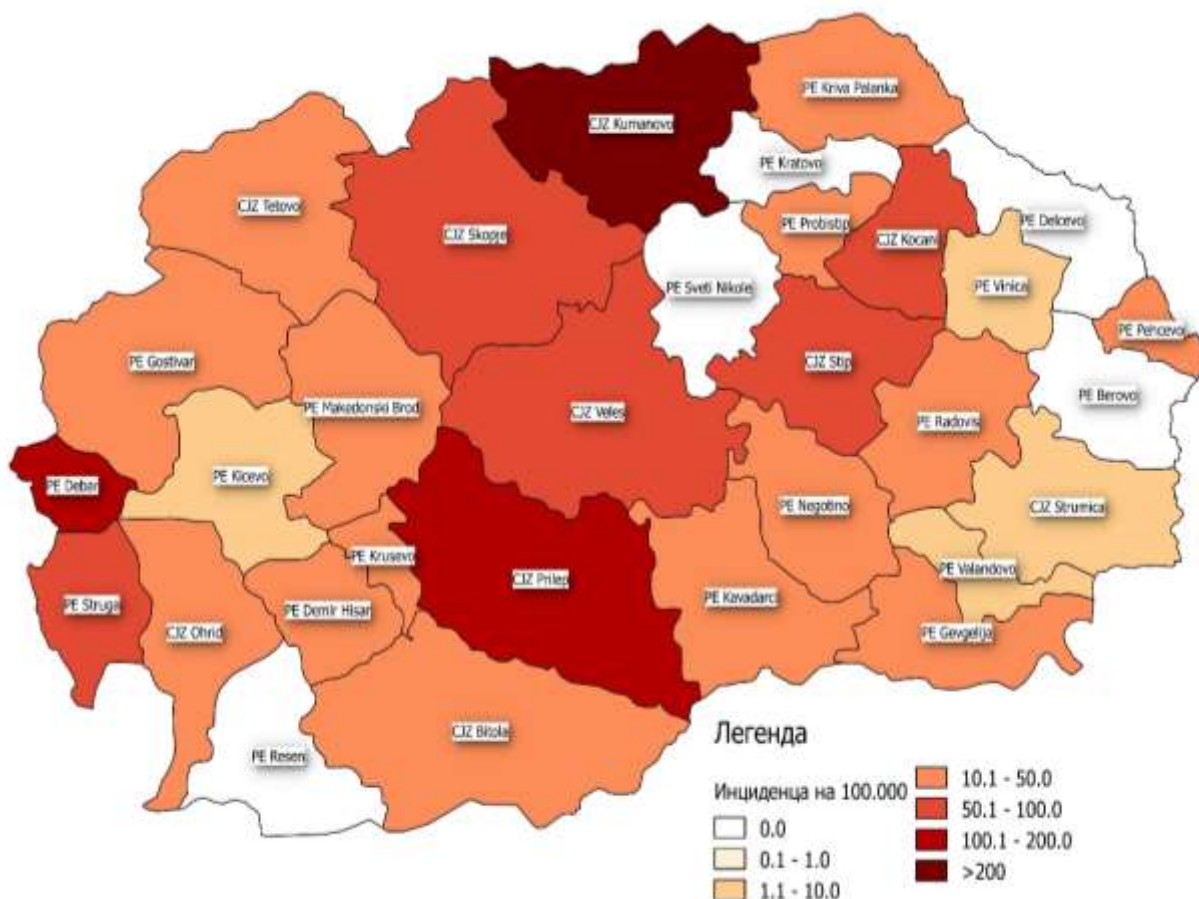 PE Kriva Palanka
CJZ Kumanovo
PE Kratovo
CJZ Tetovo
PE Delcevo
PE Probistip
CJZ Skopje
CJZ Kocani
PE Sveti Nikole
PE Vinica
PE Pehcevo
PE Gostivar
CJZ Stip
PE Berovo
PE Makedonski Brod
CJZ Veles
PE Radovis
PE Kicevo
PE Debar
PE Negotino
CJZ Strumica
PE Krusevo
PE Valandovo
CJZ Prilep
PE Kavadarci
PE Struga
PE Demir Hisar
CJZ Ohrid
PE Gevgelija
CJZ Bitola
PE Resen
Легенда
Инциденца на 100.000
0.0
0.1 - 1.0
1.1 - 10.0
10.1 - 50.0
50.1 - 100.0
100.1 - 200.0
>200